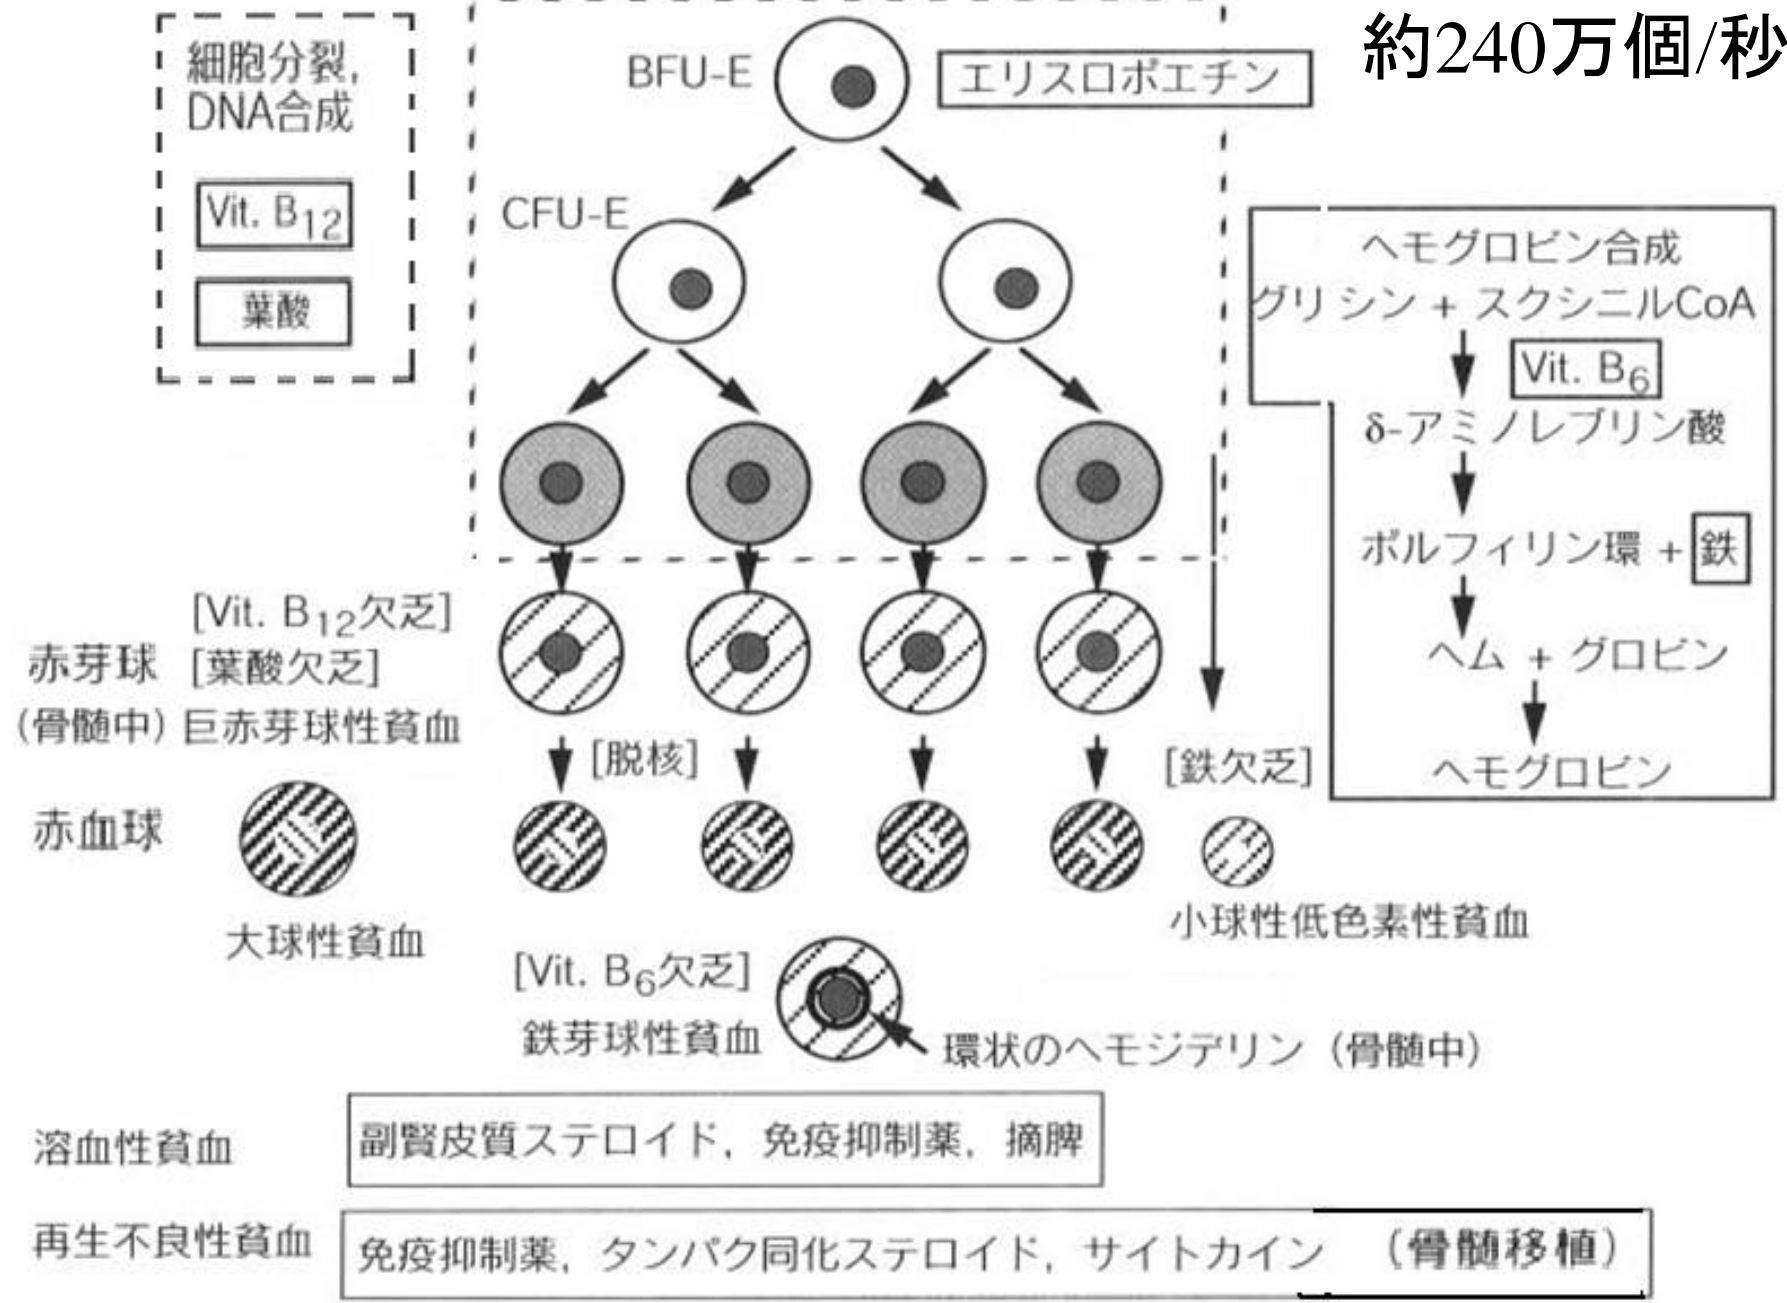 約240万個/秒
細胞分裂,
DNA合成
Vit. B12
葉酸
BFU-E
エリスロポエチン
CFU-E
ヘモグロビン合成
グリシン + スクシニルCoA
Vit. B6
δ-アミノレブリン酸
ポルフィリン環 + 鉄
ヘム + グロビン
ヘモグロビン
[Vit. B12欠乏]
赤芽球 [葉酸欠乏]
(骨髄中) 巨赤芽球性貧血
[脱核]
[鉄欠乏]
赤血球
大球性貧血
小球性低色素性貧血
[Vit. B6欠乏]
鉄芽球性貧血
環状のヘモジデリン (骨髄中)
溶血性貧血
副腎皮質ステロイド, 免疫抑制薬, 摘脾
再生不良性貧血
免疫抑制薬, タンパク同化ステロイド, サイトカイン (骨髄移植)